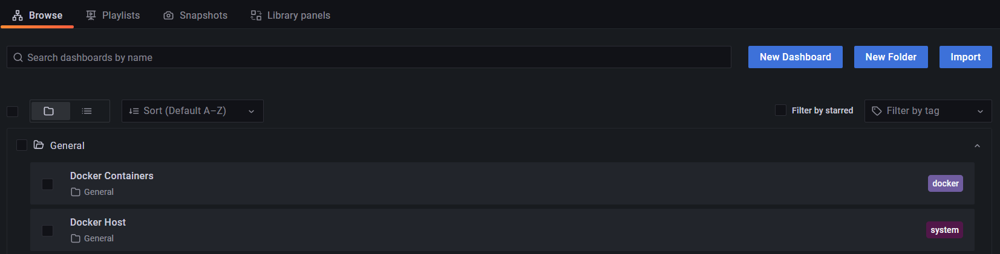 Browse Playlists Snapshots Library panels
Search dashboards by name New Dashboard New Folder Import
Sort (Default A–Z) Filter by starred Filter by tag
General
Docker Containers
General
docker
Docker Host
General
system